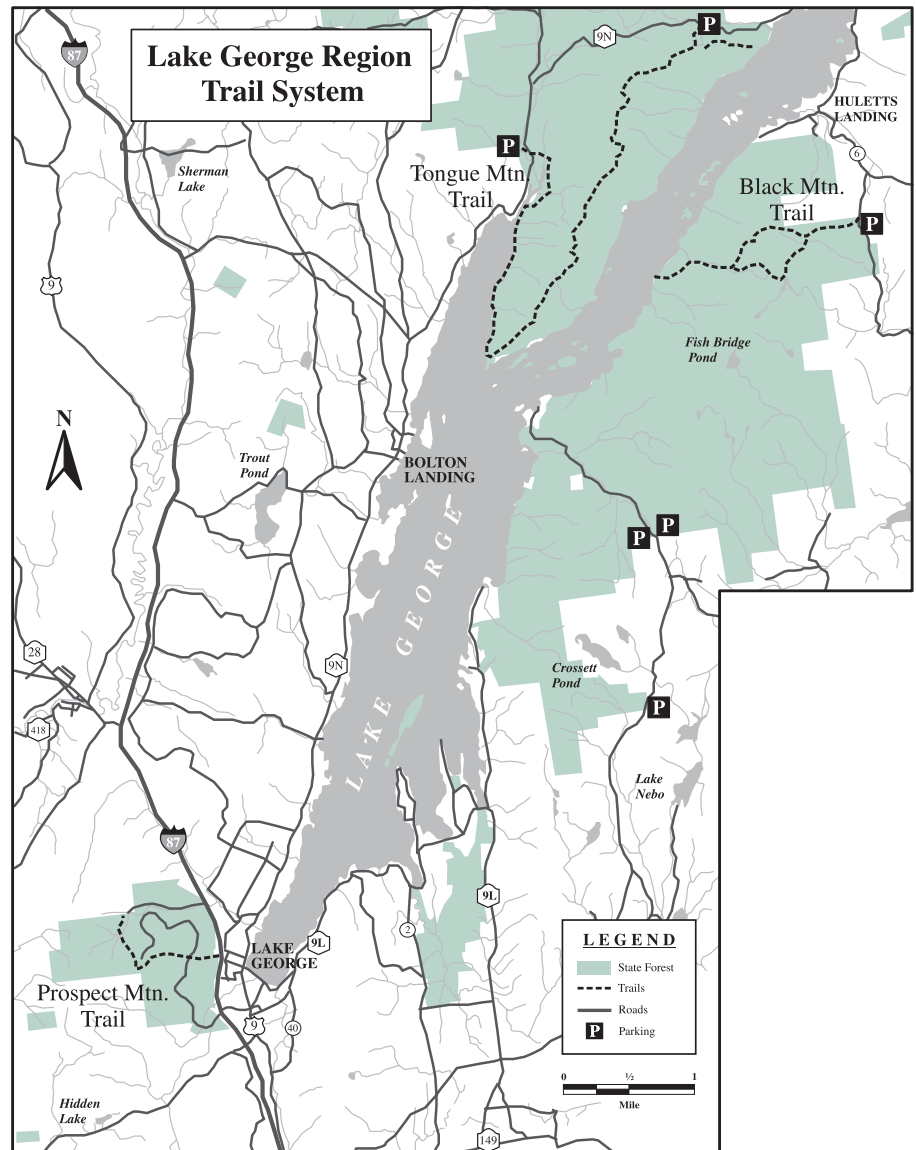 Lake George Region
Trail System
87
9N
P
HULETTS
LANDING
6
P
Tongue Mtn.
Trail
Sherman
Lake
Black Mtn.
Trail
P
9
Fish Bridge
Pond
N
Trout
Pond
BOLTON
LANDING
LAKE GEORGE
P
P
28
9N
418
Crossett
Pond
P
Lake
Nebo
87
9L
2
9L
LAKE
GEORGE
Prospect Mtn.
Trail
9
40
LEGEND
State Forest
Trails
Roads
P
Parking
0 ½ 1
Mile
Hidden
Lake
149